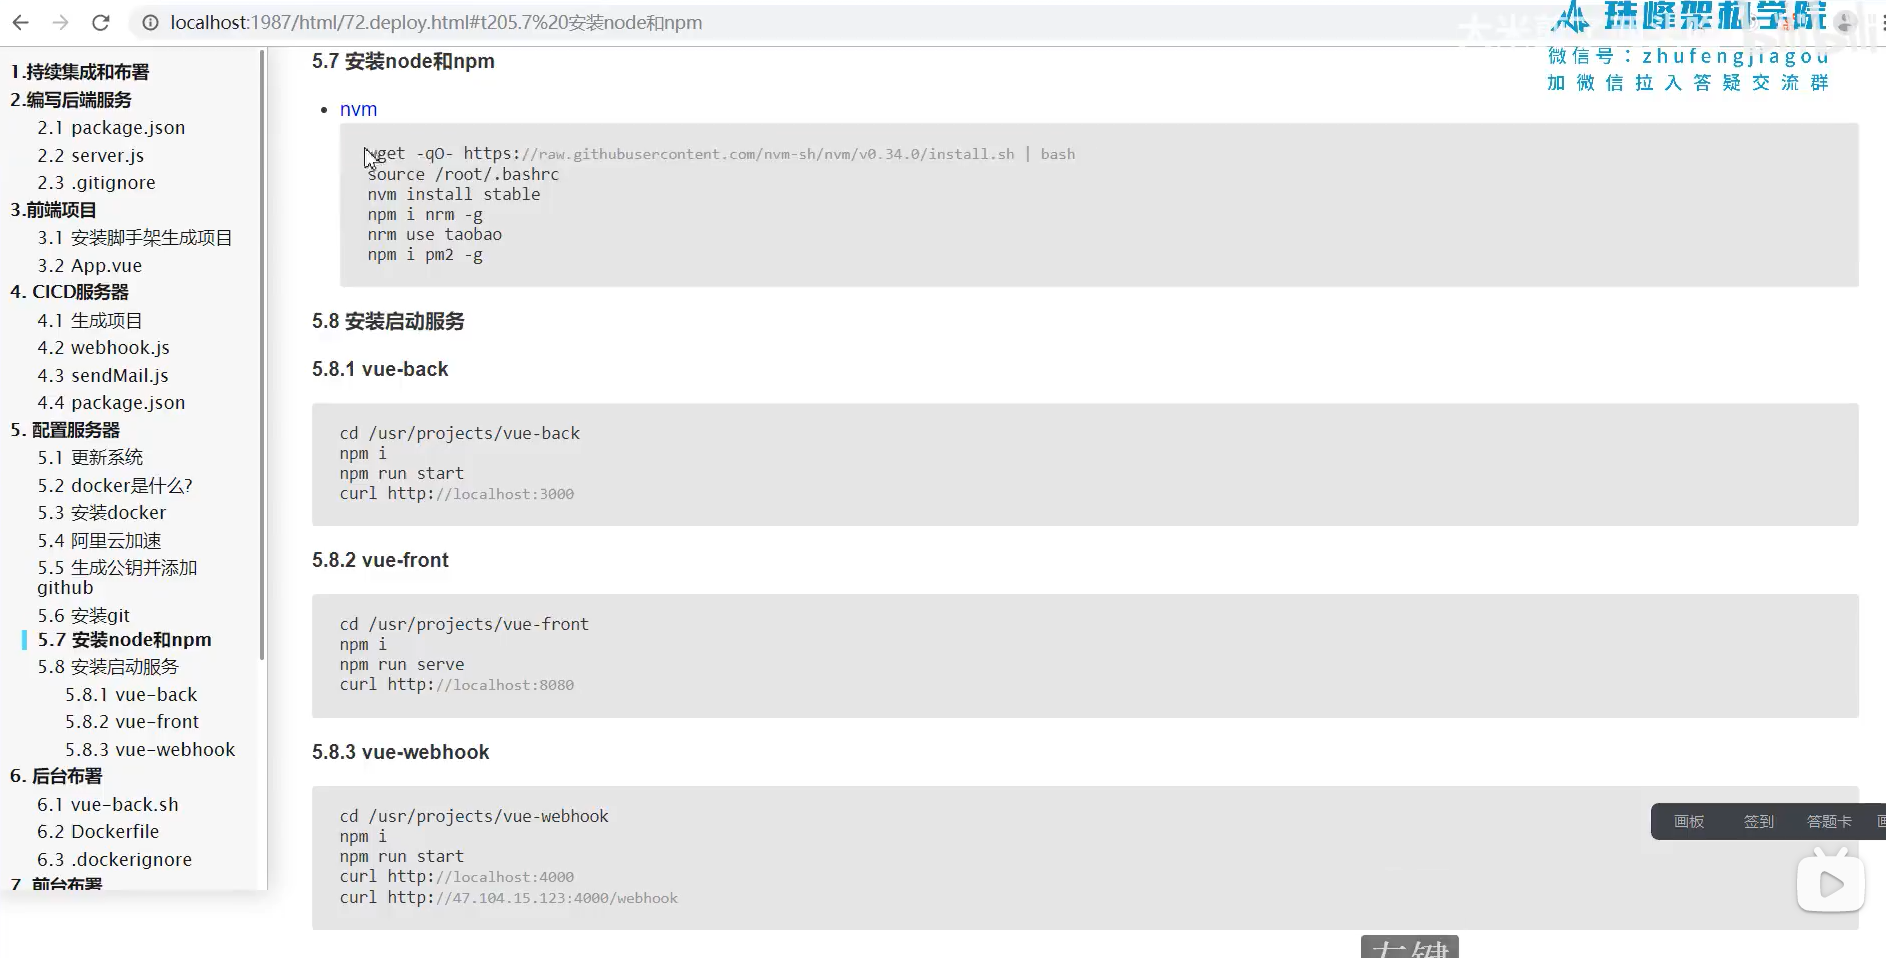 localhost:1987/html/72.deploy.html#t205.7%20安装node和npm
珠峰架构学院
微信号：zhufengjiagou
加微信拉入答疑交流群
1.持续集成和布署
2.编写后端服务
2.1 package.json
2.2 server.js
2.3 .gitignore
3.前端项目
3.1 安装脚手架生成项目
3.2 App.vue
4. CICD服务器
4.1 生成项目
4.2 webhook.js
4.3 sendMail.js
4.4 package.json
5. 配置服务器
5.1 更新系统
5.2 docker是什么?
5.3 安装docker
5.4 阿里云加速
5.5 生成公钥并添加
github
5.6 安装git
5.7 安装node和npm
5.8 安装启动服务
5.8.1 vue-back
5.8.2 vue-front
5.8.3 vue-webhook
6. 后台布署
6.1 vue-back.sh
6.2 Dockerfile
6.3 .dockerignore
7. 前台布署
5.7 安装node和npm
nvm
wget -qO- https://raw.githubusercontent.com/nvm-sh/nvm/v0.34.0/install.sh | bash
source /root/.bashrc
nvm install stable
npm i nrm -g
nrm use taobao
npm i pm2 -g
5.8 安装启动服务
5.8.1 vue-back
cd /usr/projects/vue-back
npm i
npm run start
curl http://localhost:3000
5.8.2 vue-front
cd /usr/projects/vue-front
npm i
npm run serve
curl http://localhost:8080
5.8.3 vue-webhook
cd /usr/projects/vue-webhook
npm i
npm run start
curl http://localhost:4000
curl http://47.104.15.123:4000/webhook
画板 签到 答题卡